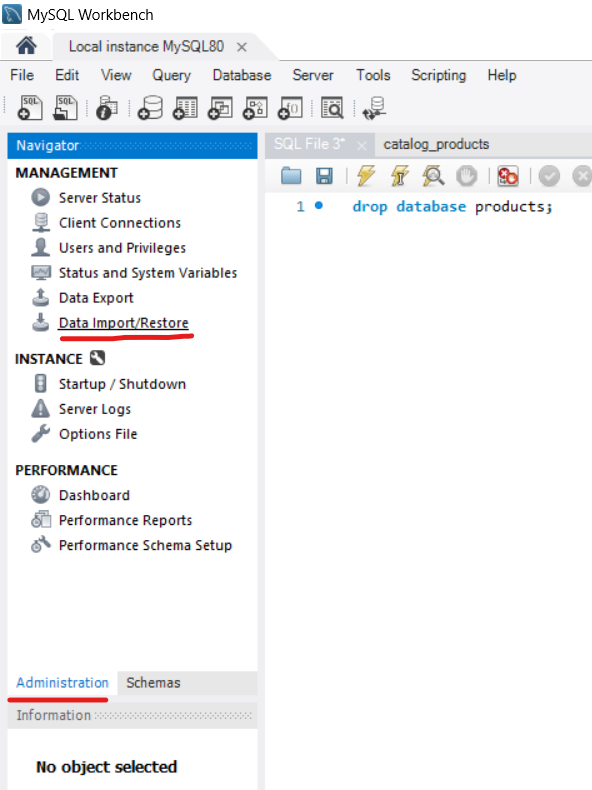 MySQL Workbench
Local instance MySQL80
File Edit View Query Database Server Tools Scripting Help
SQL SQL
Navigator
SQL File 3* catalog_products
MANAGEMENT
Server Status
Client Connections
Users and Privileges
Status and System Variables
Data Export
Data Import/Restore
1 drop database products;
INSTANCE
Startup / Shutdown
Server Logs
Options File
PERFORMANCE
Dashboard
Performance Reports
Performance Schema Setup
Administration Schemas
Information
No object selected